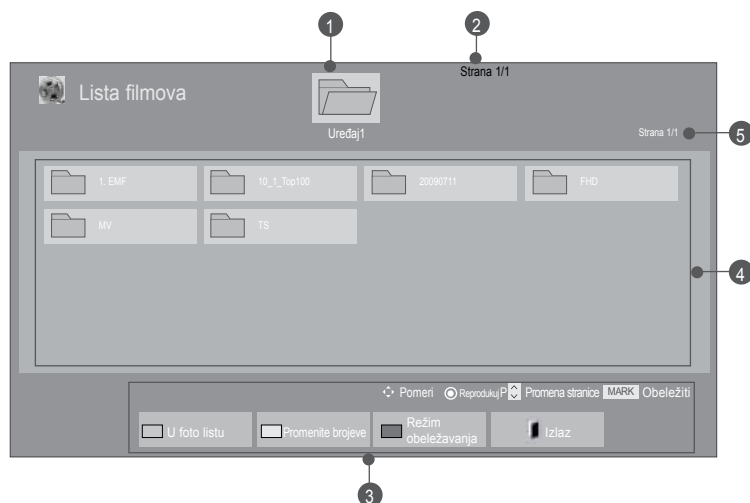 1
2
Strana 1/1
Lista filmova
Uređaj1
Strana 1/1
5
1. EMF
10_1_Top100
20090711
FHD
MV
TS
4
Pomeri Reprodukuj P Promena stranice MARK Obeležiti
U foto listu
Promenite brojeve
Režim
obeležavanja
Izlaz
3